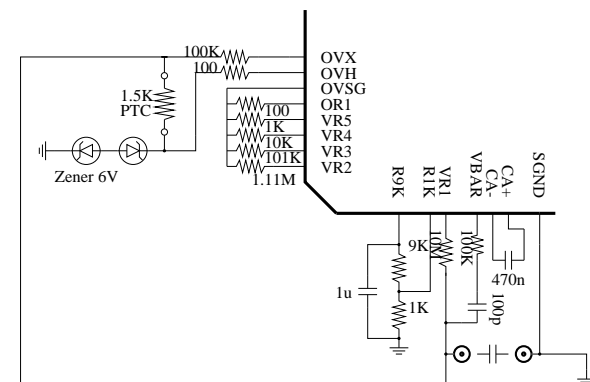 100K
OVX
100
OVH
OVSG
1.5K
PTC
OR1
100
VR5
1K
VR4
10K
VR3
101K
VR2
1.11M
Zener 6V
R9K
R1K
VR1
VBAR
CA-
CA+
SGND
9K
10M
100K
470n
1u
1K
100p